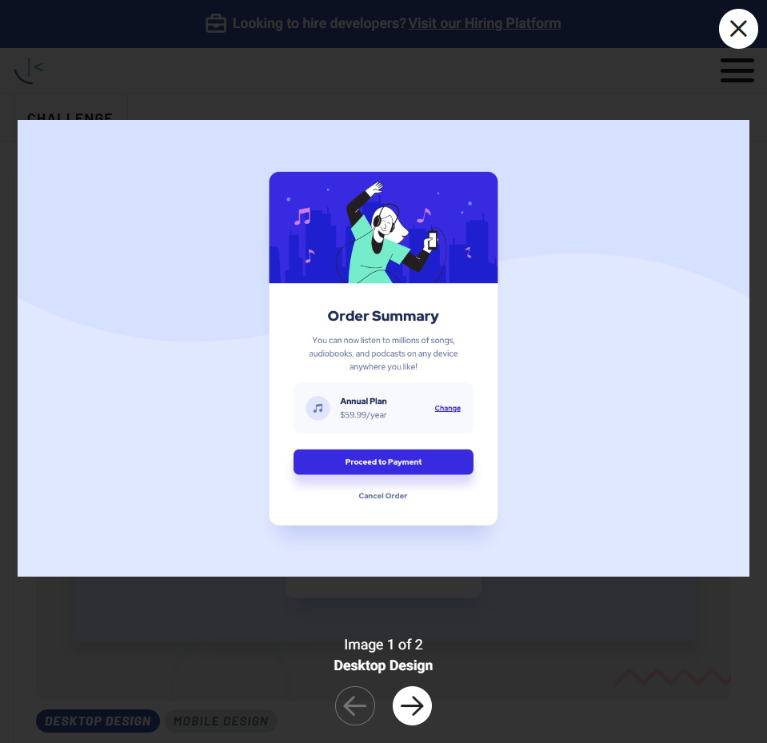 Looking to hire developers? Visit our Hiring Platform
CHALLENGE
Order Summary
You can now listen to millions of songs,
audiobooks, and podcasts on any device
anywhere you like!
Annual Plan
$59.99/year
Change
Proceed to Payment
Cancel Order
Image 1 of 2
Desktop Design
DESKTOP DESIGN
MOBILE DESIGN